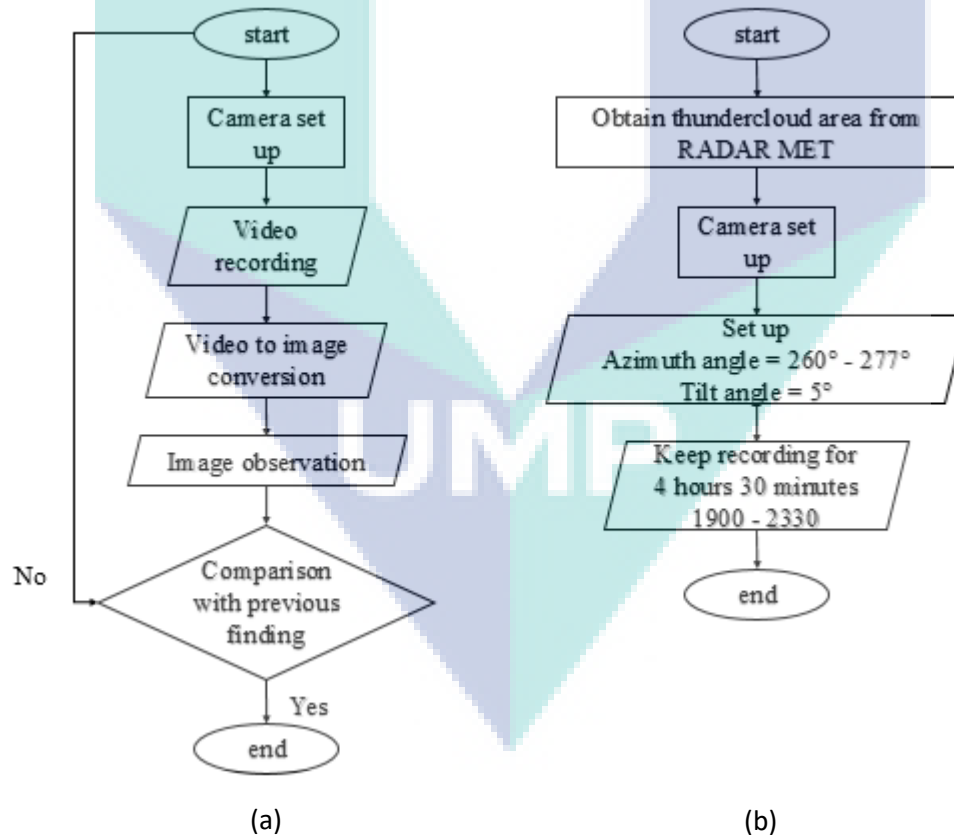 start
Camera set
up
Video
recording
Video to image
conversion
Image observation
No
Comparison
with previous
finding
Yes
end
(a)
start
Obtain thundercloud area from
RADAR MET
Camera set
up
Set up
Azimuth angle = 260° - 277°
Tilt angle = 5°
Keep recording for
4 hours 30 minutes
1900 - 2330
end
(b)
UMP